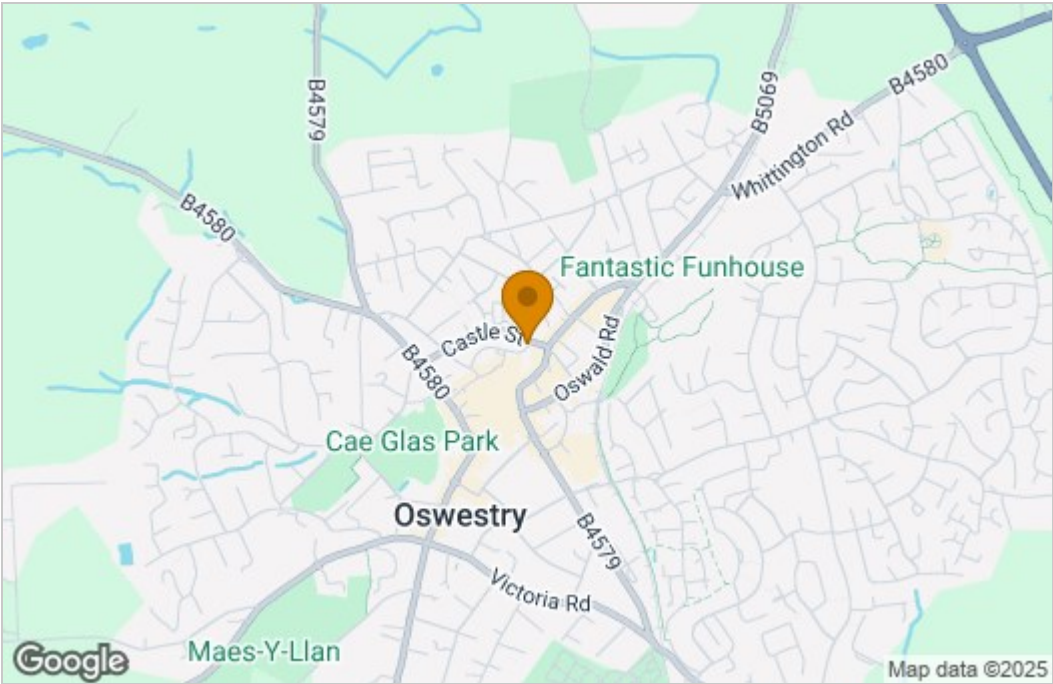 B4579
B5069
B4580
Whittington Rd
B4580
Fantastic Funhouse
Castle St
Oswald Rd
B4580
Cae Glas Park
Oswestry
B4579
Victoria Rd
Maes-Y-Llan
Google
Map data ©2025